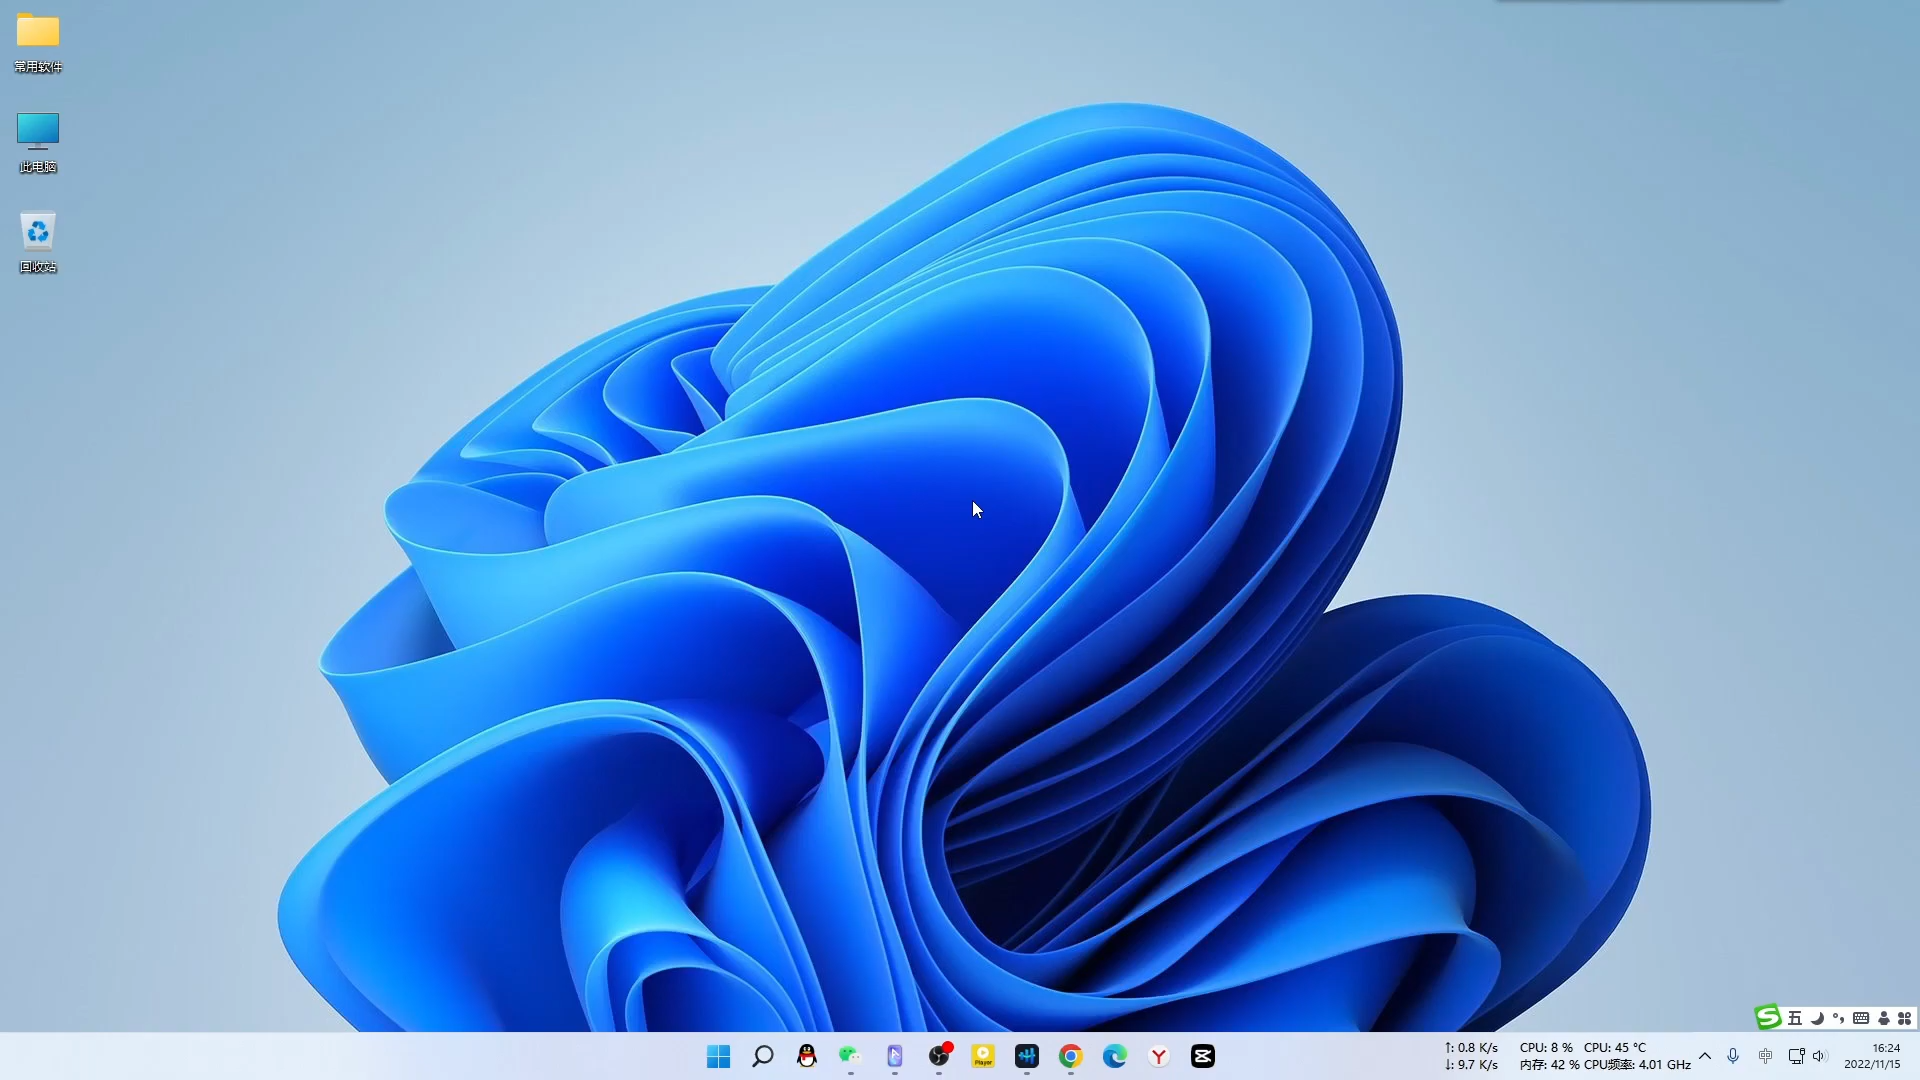 常用软件
此电脑
回收站
五
Player
↑: 0.8 K/s
↓: 9.7 K/s
CPU: 8 % CPU: 45 °C
内存: 42 % CPU频率: 4.01 GHz
中
16:24
2022/11/15